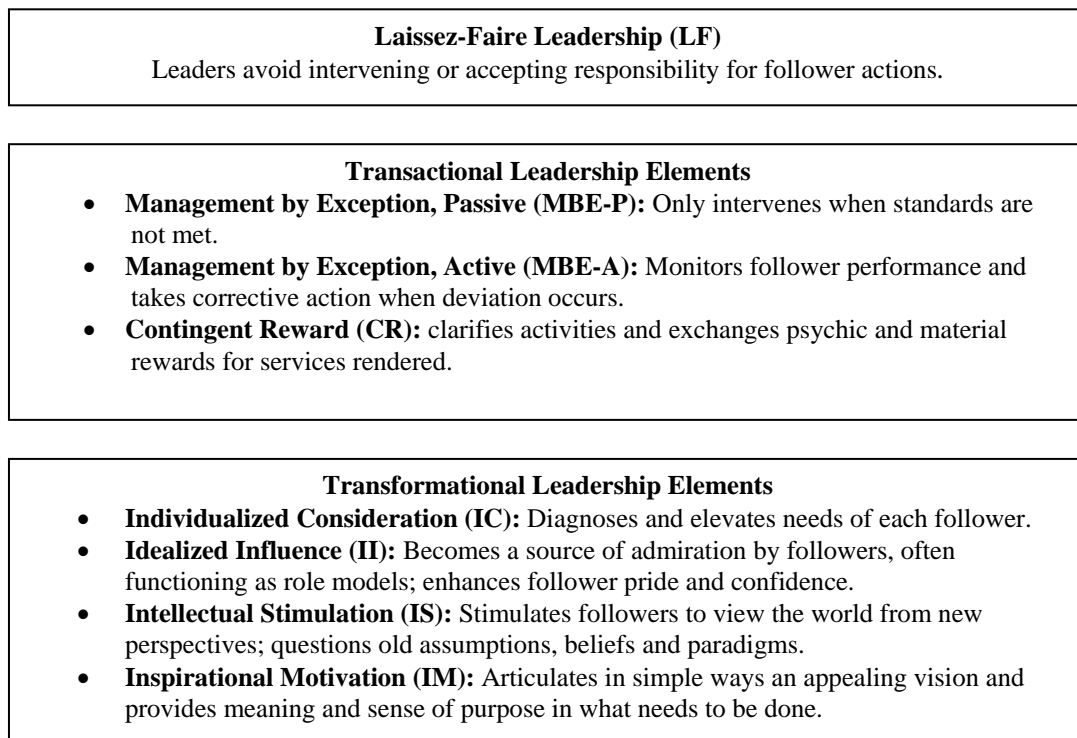 Laissez-Faire Leadership (LF)
Leaders avoid intervening or accepting responsibility for follower actions.
Transactional Leadership Elements
• Management by Exception, Passive (MBE-P): Only intervenes when standards are
not met.
• Management by Exception, Active (MBE-A): Monitors follower performance and
takes corrective action when deviation occurs.
• Contingent Reward (CR): clarifies activities and exchanges psychic and material
rewards for services rendered.
Transformational Leadership Elements
• Individualized Consideration (IC): Diagnoses and elevates needs of each follower.
• Idealized Influence (II): Becomes a source of admiration by followers, often
functioning as role models; enhances follower pride and confidence.
• Intellectual Stimulation (IS): Stimulates followers to view the world from new
perspectives; questions old assumptions, beliefs and paradigms.
• Inspirational Motivation (IM): Articulates in simple ways an appealing vision and
provides meaning and sense of purpose in what needs to be done.